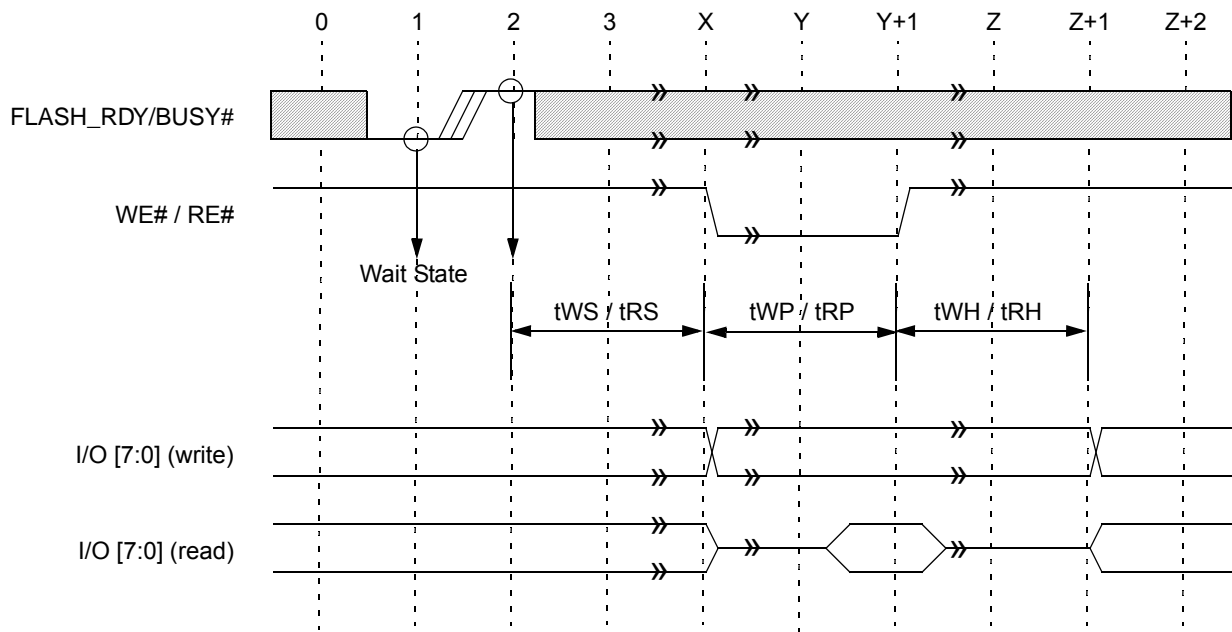 0 1 2 3 X Y Y+1 Z Z+1 Z+2
FLASH_RDY/BUSY#
WE# / RE#
Wait State
tWS / tRS tWP / tRP tWH / tRH
I/O [7:0] (write)
I/O [7:0] (read)